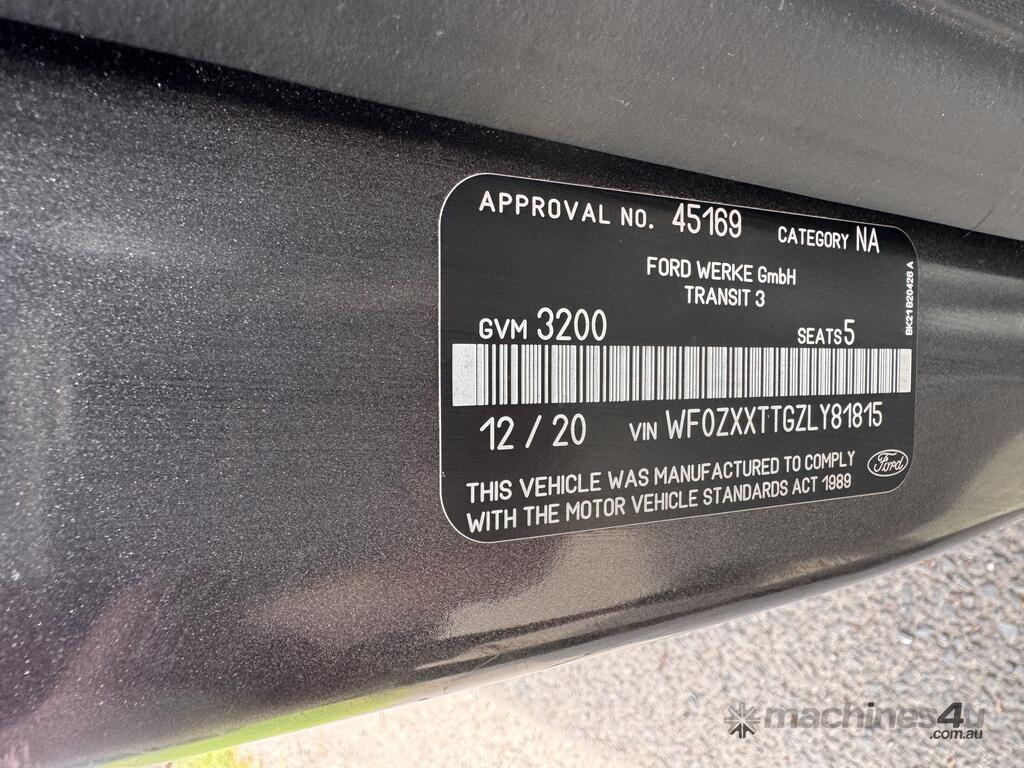 APPROVAL NO. 45169 CATEGORY NA
FORD WERKE GmbH
TRANSIT 3
BK21 B20426 A
GVM 3200 SEATS 5
12 / 20 VIN WF0ZXXTTGZLY81815
THIS VEHICLE WAS MANUFACTURED TO COMPLY
WITH THE MOTOR VEHICLE STANDARDS ACT 1989
Ford
machines4u
.com.au